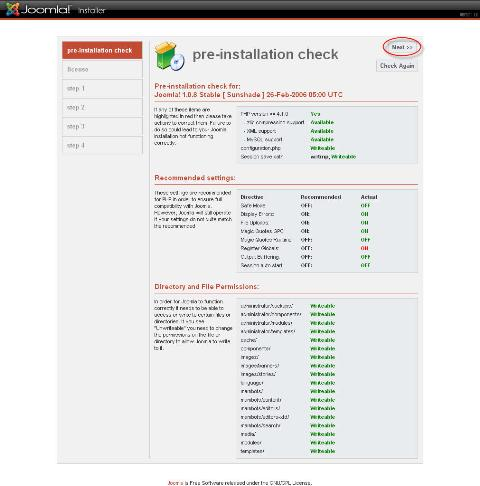 Joomla! Installer
pre-installation check
license
step 1
step 2
step 3
step 4
pre-installation check
Next >>
Check Again
Pre-installation check for:
Joomla! 1.0.8 Stable [ Sunshade ] 26-Feb-2006 05:00 UTC
If any of these items are
highlighted in red then please take
actions to correct them. Failure to
do so could lead to your Joomla
installation not functioning
correctly.
PHP version >= 4.1.0 Yes
- zlib compression support Available
- XML support Available
- MySQL support Available
configuration.php Writeable
Session save path Writeable
Recommended settings:
These settings are recommended
for PHP in order to ensure full
compatibility with Joomla.
However, Joomla will still operate
if your settings do not quite match
the recommended
Directive Recommended Actual
Safe Mode: OFF: OFF
Display Errors: ON: ON
File Uploads: ON: ON
Magic Quotes GPC: ON: ON
Magic Quotes Runtime: OFF: OFF
Register Globals: OFF: ON
Output Buffering: OFF: OFF
Session auto start: OFF: OFF
Directory and File Permissions:
In order for Joomla to function
correctly it needs to be able to
access or write to certain files or
directories. If you see
"Unwriteable" you need to change
the permissions on the file or
directory to allow Joomla to write
to it.
administrator/backups/ Writeable
administrator/components/ Writeable
administrator/modules/ Writeable
administrator/templates/ Writeable
cache/ Writeable
components/ Writeable
images/ Writeable
images/banners/ Writeable
images/stories/ Writeable
language/ Writeable
mambots/ Writeable
mambots/content/ Writeable
mambots/editors/ Writeable
mambots/editors-xtd/ Writeable
mambots/search/ Writeable
media/ Writeable
modules/ Writeable
templates/ Writeable
Joomla! is Free Software released under the GNU/GPL License.